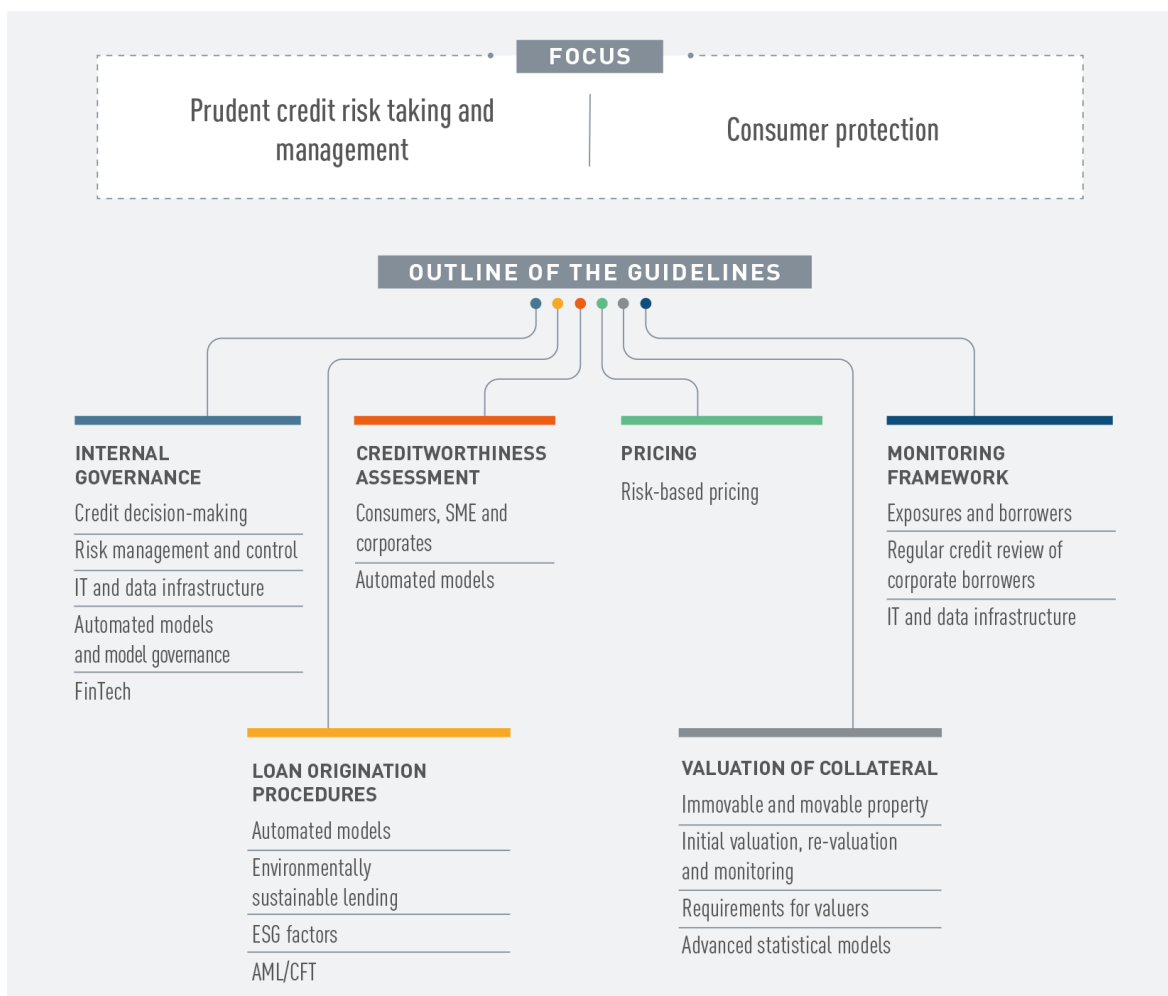 FOCUS
Prudent credit risk taking and
management
Consumer protection
OUTLINE OF THE GUIDELINES
INTERNAL
GOVERNANCE
Credit decision-making
Risk management and control
IT and data infrastructure
Automated models
and model governance
FinTech
CREDITWORTHINESS
ASSESSMENT
Consumers, SME and
corporates
Automated models
PRICING
Risk-based pricing
MONITORING
FRAMEWORK
Exposures and borrowers
Regular credit review of
corporate borrowers
IT and data infrastructure
LOAN ORIGINATION
PROCEDURES
Automated models
Environmentally
sustainable lending
ESG factors
AML/CFT
VALUATION OF COLLATERAL
Immovable and movable property
Initial valuation, re-valuation
and monitoring
Requirements for valuers
Advanced statistical models